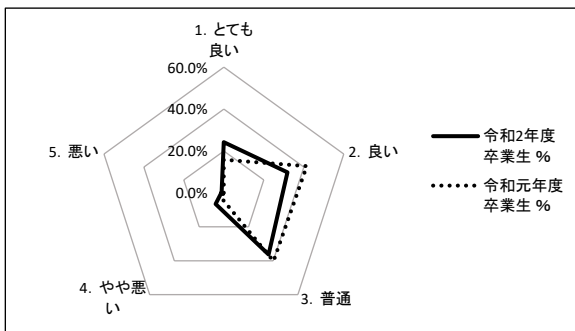 1. とても
良い
60.0%
40.0%
20.0%
0.0%
2. 良い
3. 普通
4. やや悪
い
5. 悪い
令和2年度
卒業生 %
令和元年度
卒業生 %